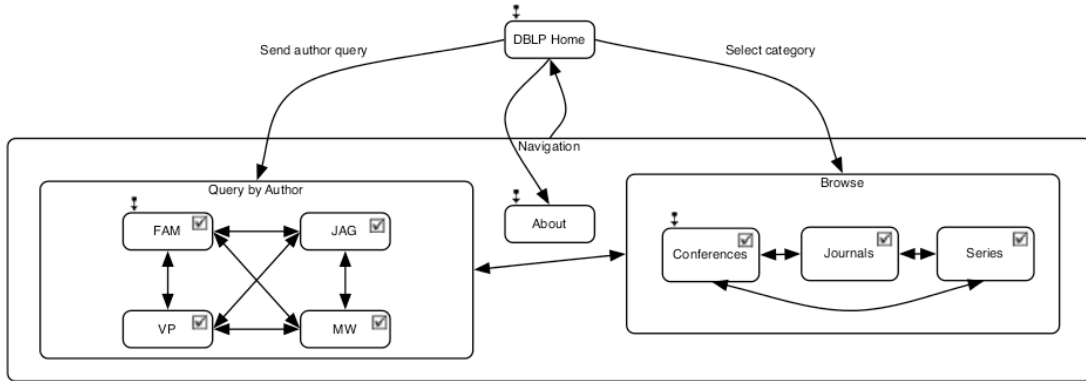 DBLP Home
Send author query
Select category
Navigation
Query by Author
Browse
FAM
JAG
About
Conferences
Journals
Series
VP
MW